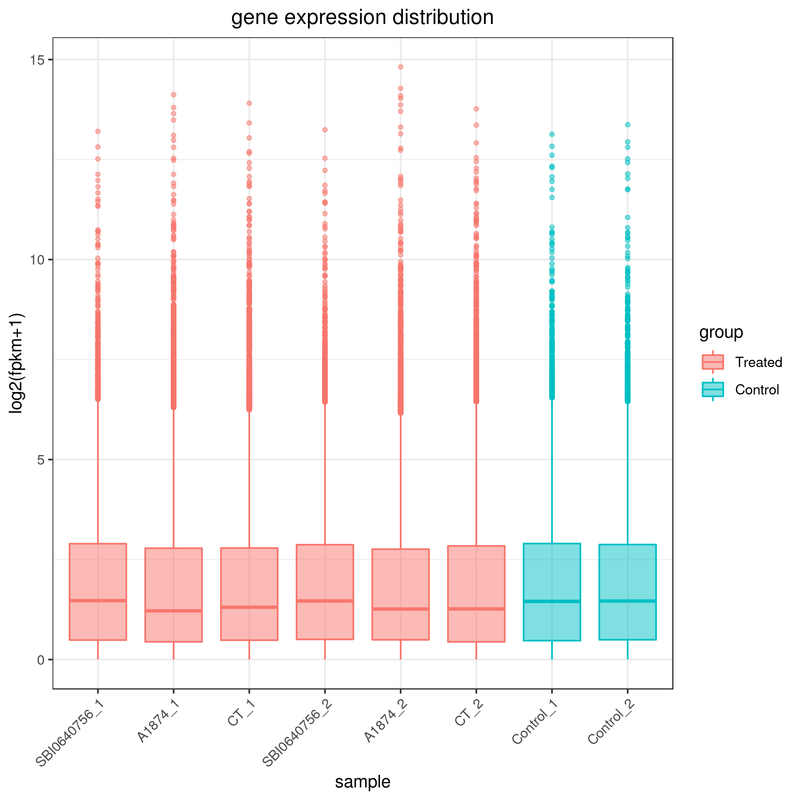 gene expression distribution
15
10
5
0
log2(fpkm+1)
SBI0640756_1
A1874_1
CT_1
SBI0640756_2
A1874_2
CT_2
Control_1
Control_2
sample
group
Treated
Control